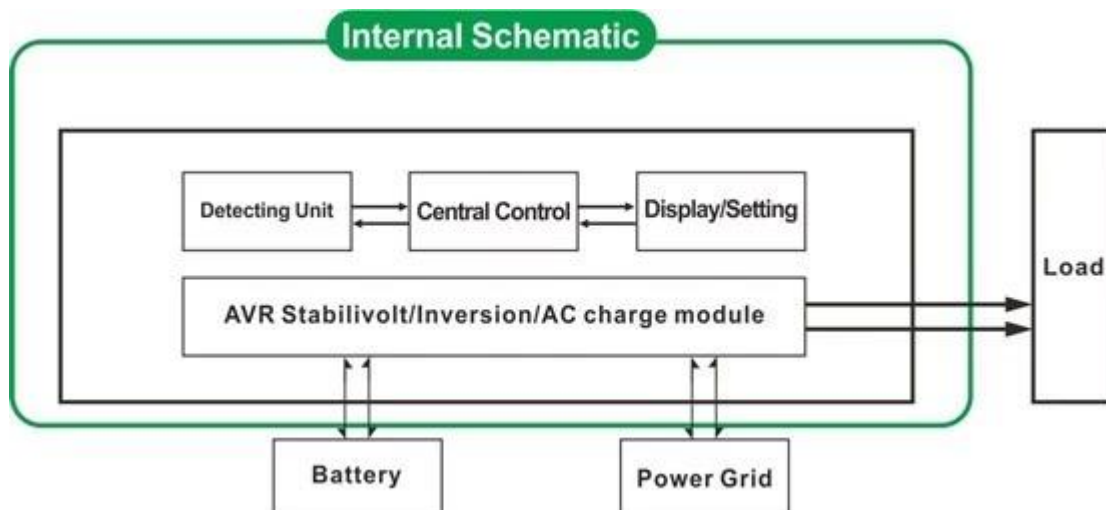 Internal Schematic
Detecting Unit
Central Control
Display/Setting
Load
AVR Stabilivolt/Inversion/AC charge module
Battery
Power Grid